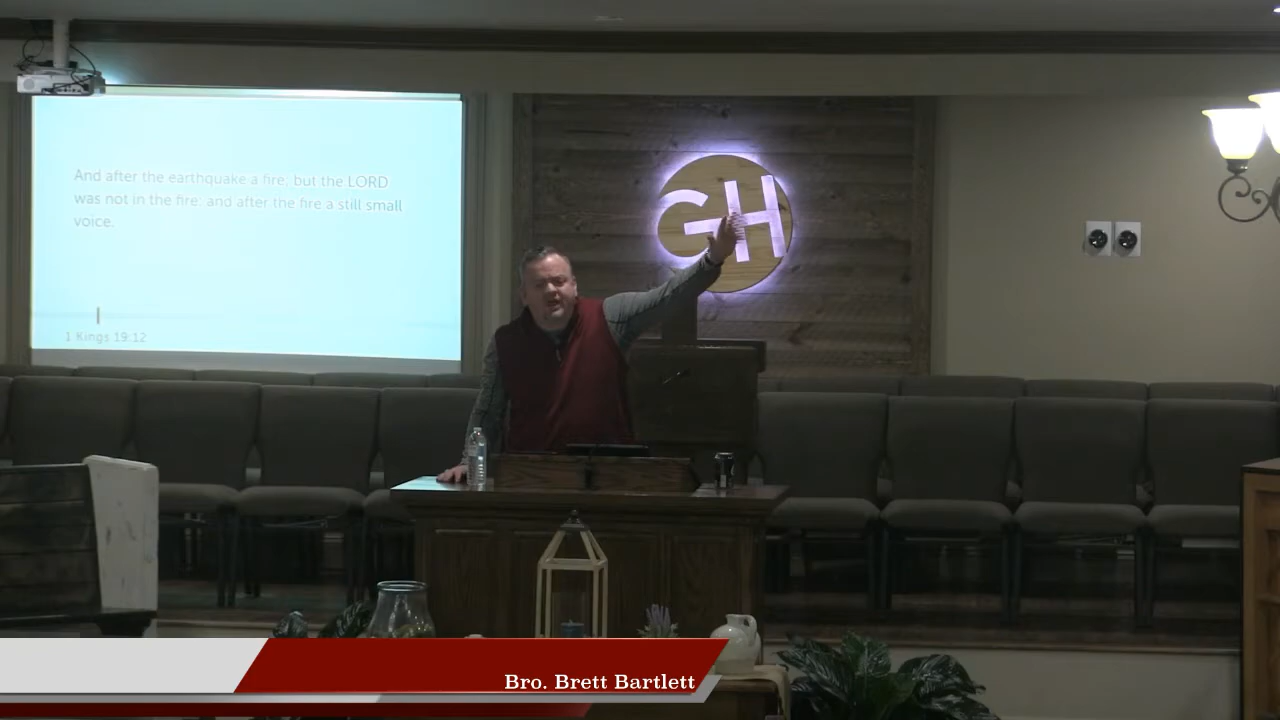 And after the earthquake a fire; but the LORD
was not in the fire: and after the fire a still small
voice.
1 Kings 19:12
GH
Bro. Brett Bartlett